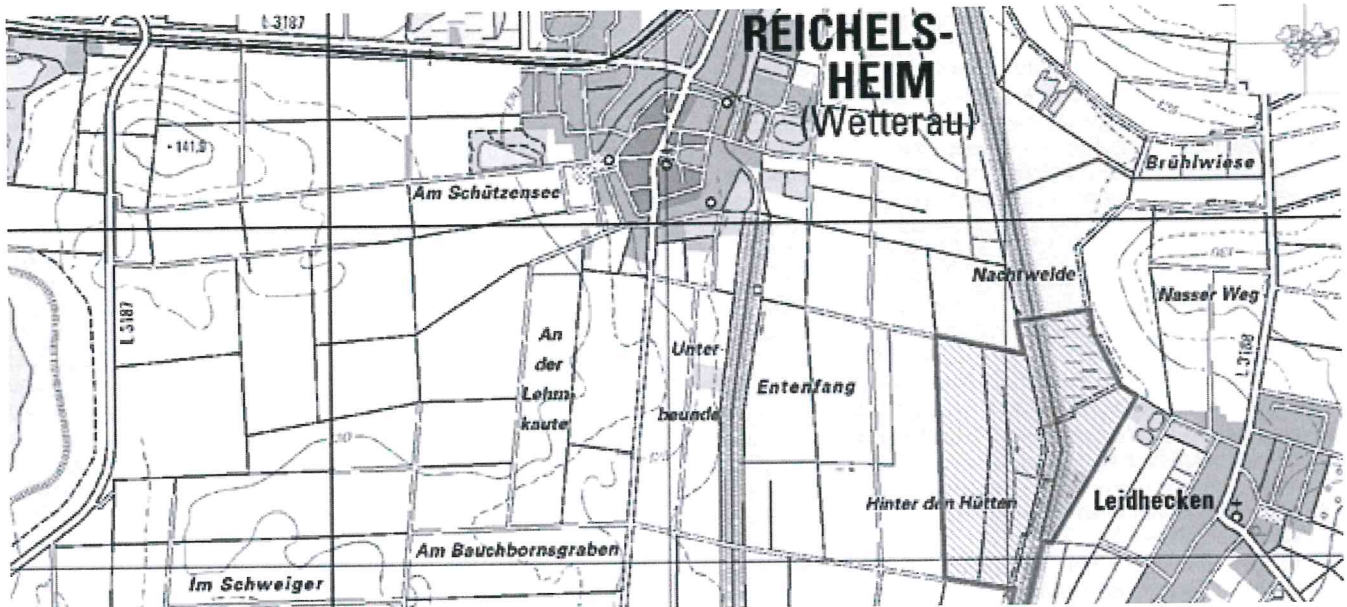 L 3187
REICHELS-
HEIM
(Wetterau)
141,9
Brühlwiese
Am Schützensee
Nachtweide
Nasser Weg
L 3187
An
der
Lehm-
kaute
Unter-
beunde
Entenfang
L 3188
Hinter den Hütten
Leidhecken
Am Bauchbornsgraben
Im Schweiger